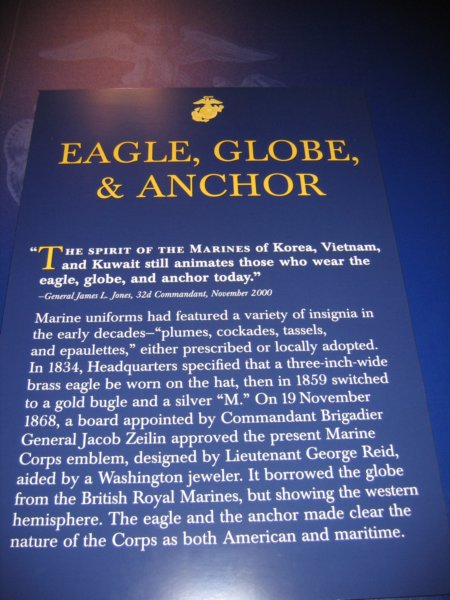 EAGLE, GLOBE,
& ANCHOR
“THE SPIRIT OF THE MARINES of Korea, Vietnam,
and Kuwait still animates those who wear the
eagle, globe, and anchor today.”
–General James L. Jones, 32d Commandant, November 2000
Marine uniforms had featured a variety of insignia in
the early decades–“plumes, cockades, tassels,
and epaulettes,” either prescribed or locally adopted.
In 1834, Headquarters specified that a three-inch-wide
brass eagle be worn on the hat, then in 1859 switched
to a gold bugle and a silver “M.” On 19 November
1868, a board appointed by Commandant Brigadier
General Jacob Zeilin approved the present Marine
Corps emblem, designed by Lieutenant George Reid,
aided by a Washington jeweler. It borrowed the globe
from the British Royal Marines, but showing the western
hemisphere. The eagle and the anchor made clear the
nature of the Corps as both American and maritime.